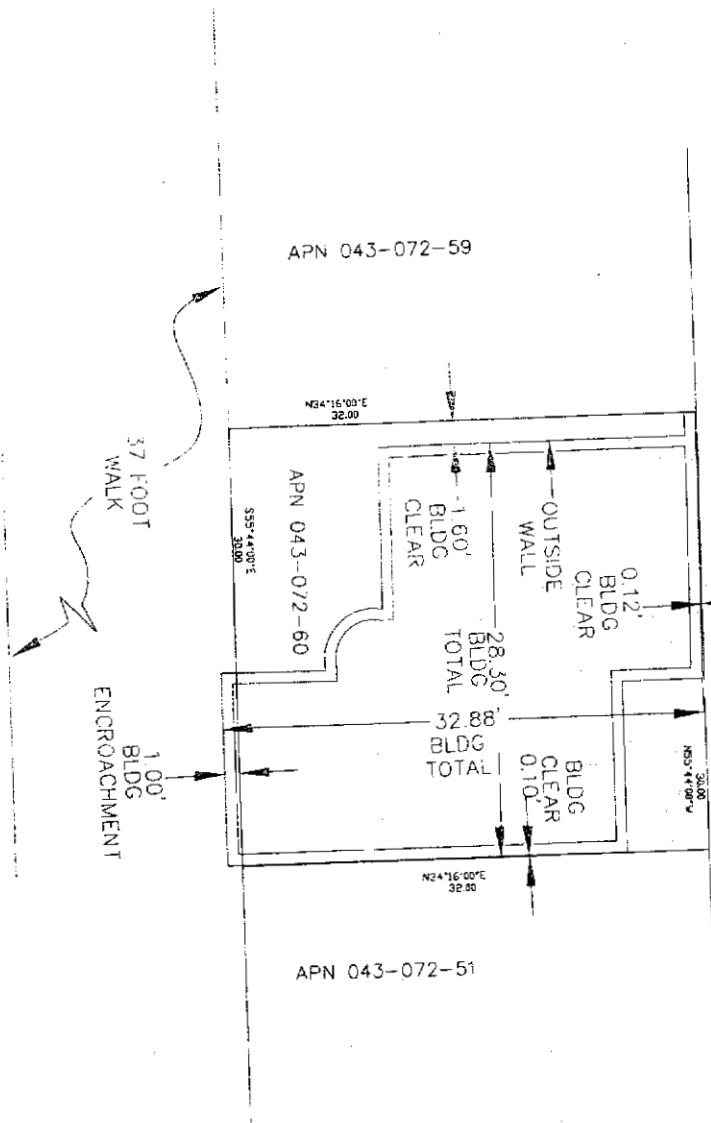 APN 043-072-59
N34°16'00"E
32.00
37 FOOT
WALK
S55°44'00"E
30.00
APN 043-072-60
1.60'
BLDG
CLEAR
OUTSIDE
WALL
0.12'
BLDG
CLEAR
28.30'
BLDG
TOTAL
32.88'
BLDG
TOTAL
30.00
N55°44'00"W
1.00'
BLDG
ENCROACHMENT
BLDG
CLEAR
0.10'
N34°16'00"E
32.00
APN 043-072-51